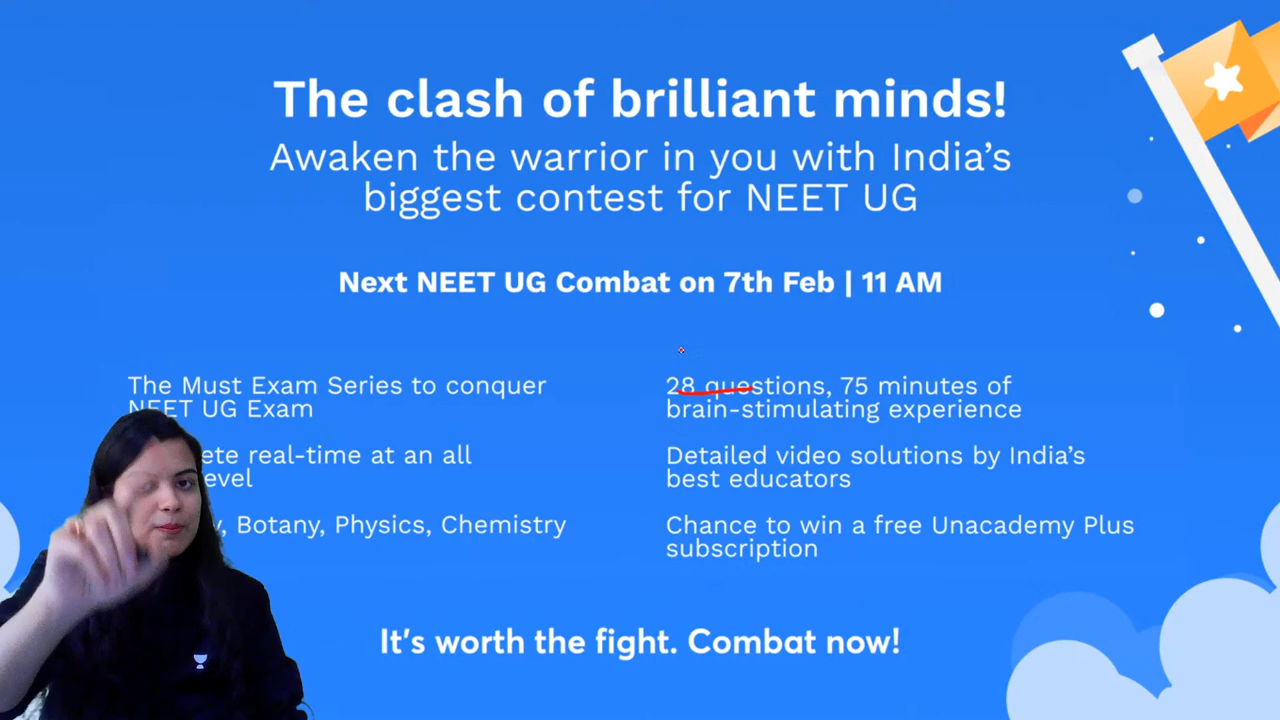 The clash of brilliant minds!
Awaken the warrior in you with India's
biggest contest for NEET UG
Next NEET UG Combat on 7th Feb | 11 AM
The Must Exam Series to conquer
NEET UG Exam
real-time at an all
Botany, Physics, Chemistry
28 questions, 75 minutes of
brain-stimulating experience
Detailed video solutions by India's
best educators
Chance to win a free Unacademy Plus
subscription
It's worth the fight. Combat now!